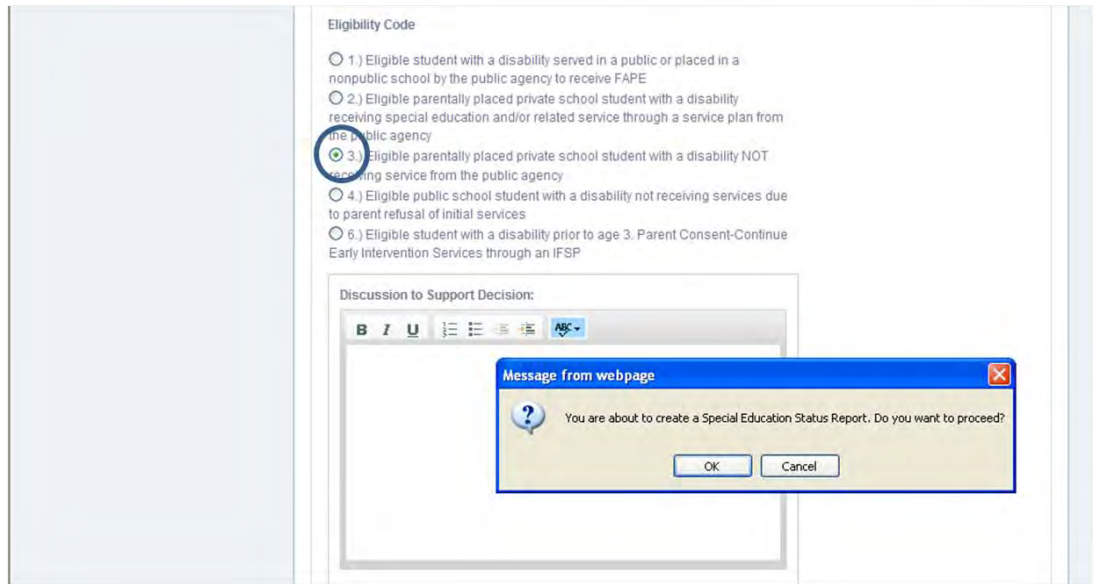 Eligibility Code
1.) Eligible student with a disability served in a public or placed in a
nonpublic school by the public agency to receive FAPE
2.) Eligible parentally placed private school student with a disability
receiving special education and/or related service through a service plan from
the public agency
3.) Eligible parentally placed private school student with a disability NOT
receiving service from the public agency
4.) Eligible public school student with a disability not receiving services due
to parent refusal of initial services
6.) Eligible student with a disability prior to age 3. Parent Consent-Continue
Early Intervention Services through an IFSP
Discussion to Support Decision:
B I U ABC
Message from webpage
You are about to create a Special Education Status Report. Do you want to proceed?
OK Cancel